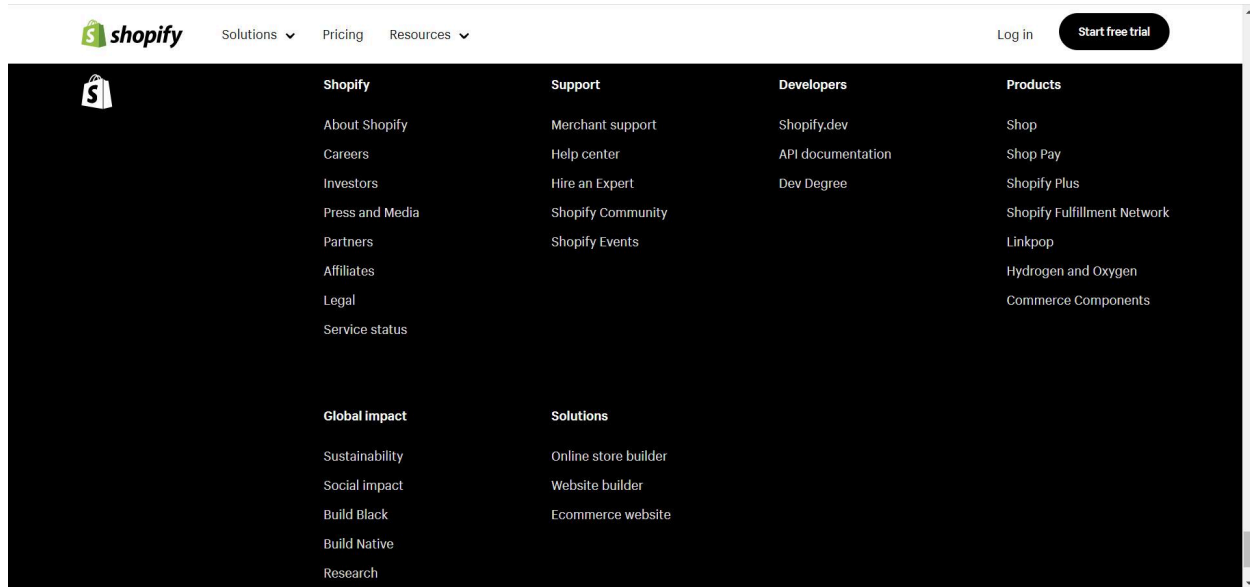 shopify Solutions Pricing Resources Log in Start free trial
Shopify
About Shopify
Careers
Investors
Press and Media
Partners
Affiliates
Legal
Service status
Support
Merchant support
Help center
Hire an Expert
Shopify Community
Shopify Events
Developers
Shopify.dev
API documentation
Dev Degree
Products
Shop
Shop Pay
Shopify Plus
Shopify Fulfillment Network
Linkpop
Hydrogen and Oxygen
Commerce Components
Global impact
Sustainability
Social impact
Build Black
Build Native
Research
Solutions
Online store builder
Website builder
Ecommerce website